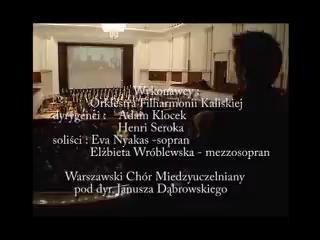 Wykonawcy :
Orkiestra Filharmonii Kaliskiej
dyrygenci : Adam Klocek
Henri Seroka
soliści : Eva Nyakas -sopran
Elżbieta Wróblewska - mezzosopran
Warszawski Chór Miedzyuczelniany
pod dyr. Janusza Dąbrowskiego